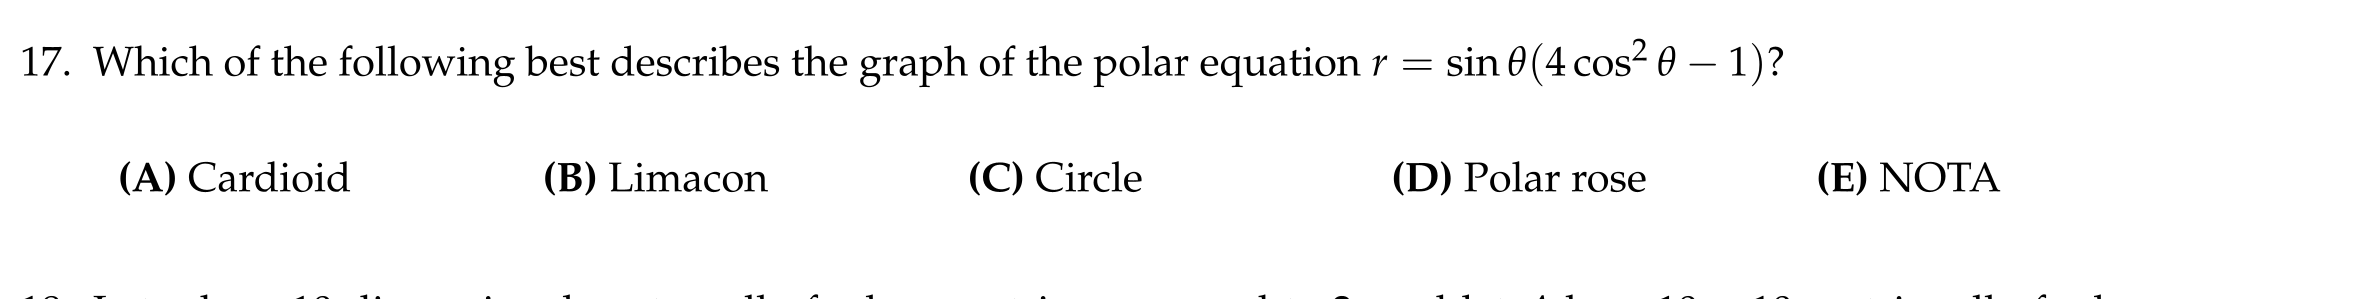 17. Which of the following best describes the graph of the polar equation r = sin θ(4 cos² θ − 1)?
(A) Cardioid (B) Limacon (C) Circle (D) Polar rose (E) NOTA